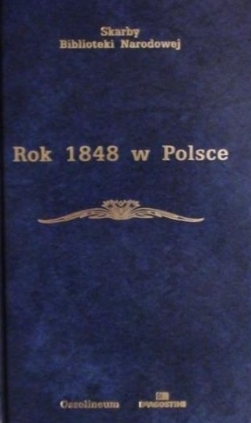 Skarby
Biblioteki Narodowej
Rok 1848 w Polsce
Ossolineum DEAGOSTINI